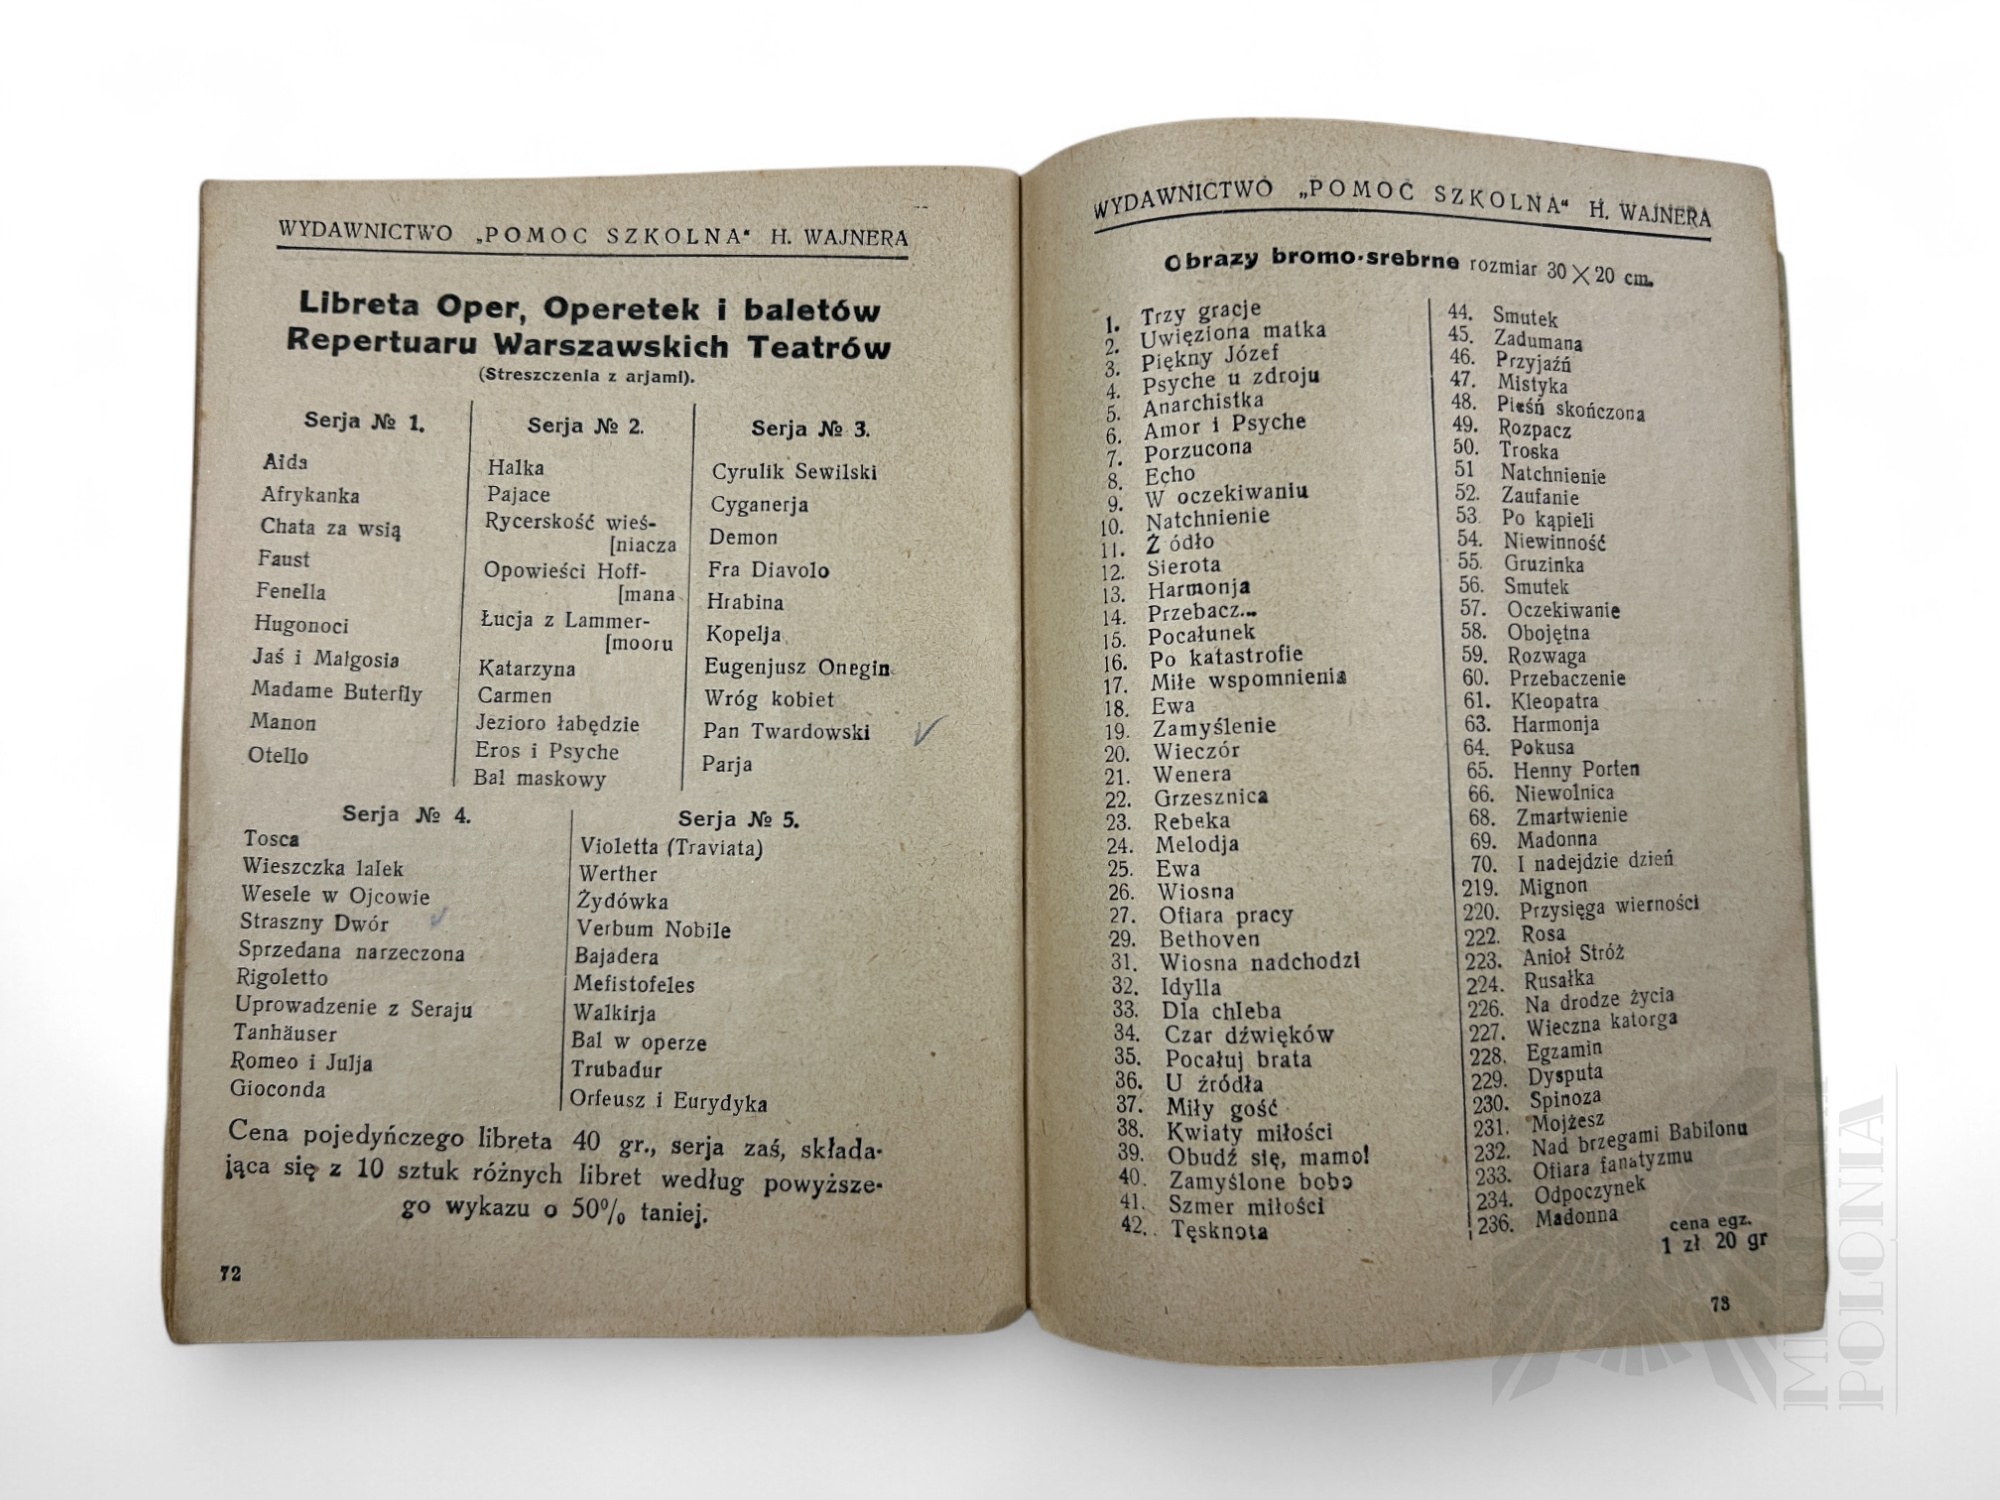 WYDAWNICTWO „POMOC SZKOLNA" H. WAJNERA
Libreta Oper, Operetek i baletów
Repertuaru Warszawskich Teatrów
(Streszczenia z arjami).
Serja № 1.
Aida
Afrykanka
Chata za wsią
Faust
Fenella
Hugonoci
Jaś i Małgosia
Madame Buterfly
Manon
Otello
Serja № 2.
Halka
Pajace
Rycerskość wieś-
[niacza
Opowieści Hoff-
[mana
Łucja z Lammer-
[mooru
Katarzyna
Carmen
Jezioro łabędzie
Eros i Psyche
Bal maskowy
Serja № 3.
Cyrulik Sewilski
Cyganerja
Demon
Fra Diavolo
Hrabina
Kopelja
Eugenjusz Onegin
Wróg kobiet
Pan Twardowski
Parja
Serja № 4.
Tosca
Wieszczka lalek
Wesele w Ojcowie
Straszny Dwór
Sprzedana narzeczona
Rigoletto
Uprowadzenie z Seraju
Tanhäuser
Romeo i Julja
Gioconda
Serja № 5.
Violetta (Traviata)
Werther
Żydówka
Verbum Nobile
Bajadera
Mefistofeles
Walkirja
Bal w operze
Trubadur
Orfeusz i Eurydyka
Cena pojedyńczego libreta 40 gr., serja zaś, składa-
jąca się z 10 sztuk różnych libret według powyższe-
go wykazu o 50% taniej.
72
WYDAWNICTWO „POMOC SZKOLNA" H. WAJNERA
Obrazy bromo-srebrne rozmiar 30 × 20 cm.
1. Trzy gracje
2. Uwięziona matka
3. Piękny Józef
4. Psyche u zdroju
5. Anarchistka
6. Amor i Psyche
7. Porzucona
8. Echo
9. W oczekiwaniu
10. Natchnienie
11. Ź ódło
12. Sierota
13. Harmonja
14. Przebacz...
15. Pocałunek
16. Po katastrofie
17. Miłe wspomnienia
18. Ewa
19. Zamyślenie
20. Wieczór
21. Wenera
22. Grzesznica
23. Rebeka
24. Melodja
25. Ewa
26. Wiosna
27. Ofiara pracy
29. Bethoven
31. Wiosna nadchodzi
32. Idylla
33. Dla chleba
34. Czar dźwięków
35. Pocałuj brata
36. U źródła
37. Miły gość
38. Kwiaty miłości
39. Obudź się, mamo!
40. Zamyślone bobo
41. Szmer miłości
42. Tęsknota
44. Smutek
45. Zadumana
46. Przyjaźń
47. Mistyka
48. Pieśń skończona
49. Rozpacz
50. Troska
51 Natchnienie
52. Zaufanie
53. Po kąpieli
54. Niewinność
55. Gruzinka
56. Smutek
57. Oczekiwanie
58. Obojętna
59. Rozwaga
60. Przebaczenie
61. Kleopatra
63. Harmonja
64. Pokusa
65. Henny Porten
66. Niewolnica
68. Zmartwienie
69. Madonna
70. I nadejdzie dzień
219. Mignon
220. Przysięga wierności
222. Rosa
223. Anioł Stróż
224. Rusałka
226. Na drodze życia
227. Wieczna katorga
228. Egzamin
229. Dysputa
230. Spinoza
231. Mojżesz
232. Nad brzegami Babilonu
233. Ofiara fanatyzmu
234. Odpoczynek
236. Madonna
cena egz.
1 zł 20 gr
73
POLONIA